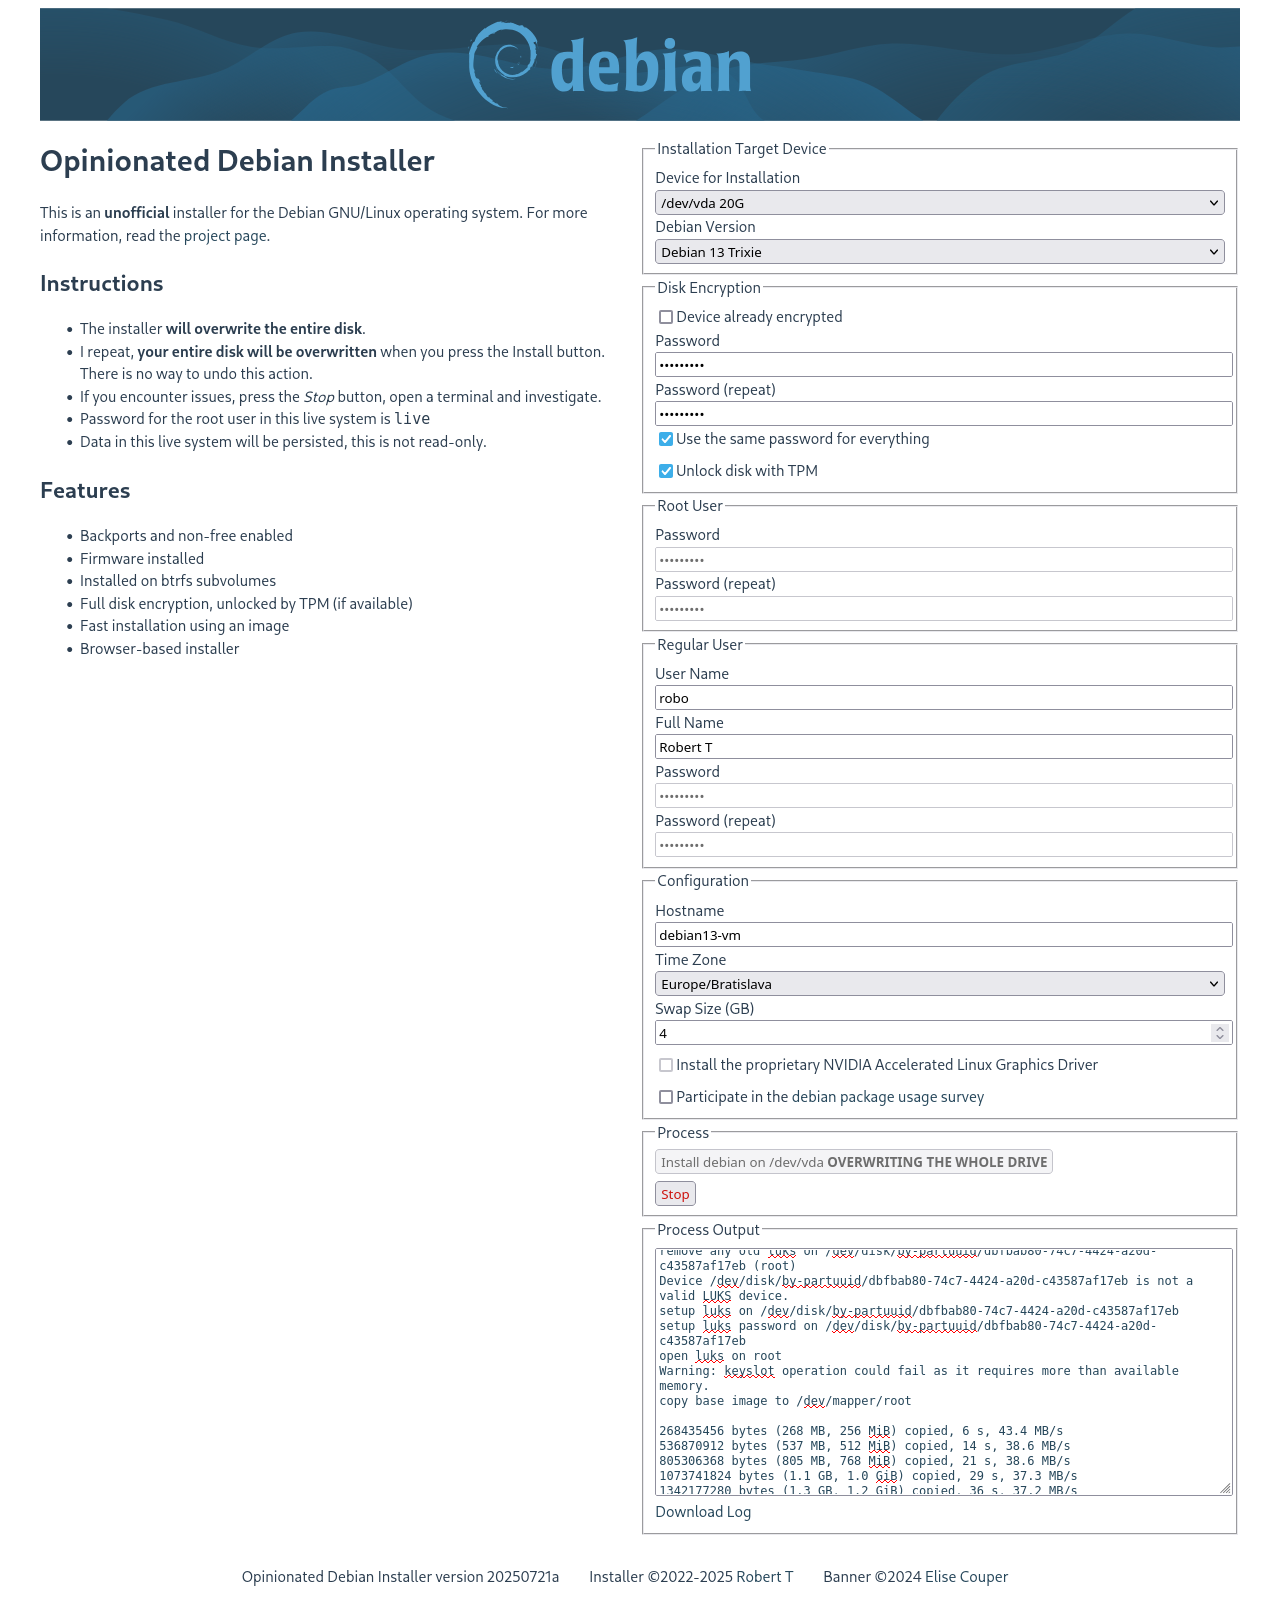 debian
Opinionated Debian Installer
This is an unofficial installer for the Debian GNU/Linux operating system. For more
information, read the project page.
Instructions
• The installer will overwrite the entire disk.
• I repeat, your entire disk will be overwritten when you press the Install button.
There is no way to undo this action.
• If you encounter issues, press the Stop button, open a terminal and investigate.
• Password for the root user in this live system is live
• Data in this live system will be persisted, this is not read-only.
Features
• Backports and non-free enabled
• Firmware installed
• Installed on btrfs subvolumes
• Full disk encryption, unlocked by TPM (if available)
• Fast installation using an image
• Browser-based installer
Installation Target Device
Device for Installation
/dev/vda 20G
Debian Version
Debian 13 Trixie
Disk Encryption
Device already encrypted
Password
•••••••••
Password (repeat)
•••••••••
Use the same password for everything
Unlock disk with TPM
Root User
Password
•••••••••
Password (repeat)
•••••••••
Regular User
User Name
robo
Full Name
Robert T
Password
•••••••••
Password (repeat)
•••••••••
Configuration
Hostname
debian13-vm
Time Zone
Europe/Bratislava
Swap Size (GB)
4
Install the proprietary NVIDIA Accelerated Linux Graphics Driver
Participate in the debian package usage survey
Process
Install debian on /dev/vda OVERWRITING THE WHOLE DRIVE
Stop
Process Output
remove any old luks on /dev/disk/by-partuuid/dbfbab80-74c7-4424-a20d-
c43587af17eb (root)
Device /dev/disk/by-partuuid/dbfbab80-74c7-4424-a20d-c43587af17eb is not a
valid LUKS device.
setup luks on /dev/disk/by-partuuid/dbfbab80-74c7-4424-a20d-c43587af17eb
setup luks password on /dev/disk/by-partuuid/dbfbab80-74c7-4424-a20d-
c43587af17eb
open luks on root
Warning: keyslot operation could fail as it requires more than available
memory.
copy base image to /dev/mapper/root
268435456 bytes (268 MB, 256 MiB) copied, 6 s, 43.4 MB/s
536870912 bytes (537 MB, 512 MiB) copied, 14 s, 38.6 MB/s
805306368 bytes (805 MB, 768 MiB) copied, 21 s, 38.6 MB/s
1073741824 bytes (1.1 GB, 1.0 GiB) copied, 29 s, 37.3 MB/s
1342177280 bytes (1.3 GB, 1.2 GiB) copied, 36 s, 37.2 MB/s
Download Log
Opinionated Debian Installer version 20250721a Installer ©2022-2025 Robert T Banner ©2024 Elise Couper